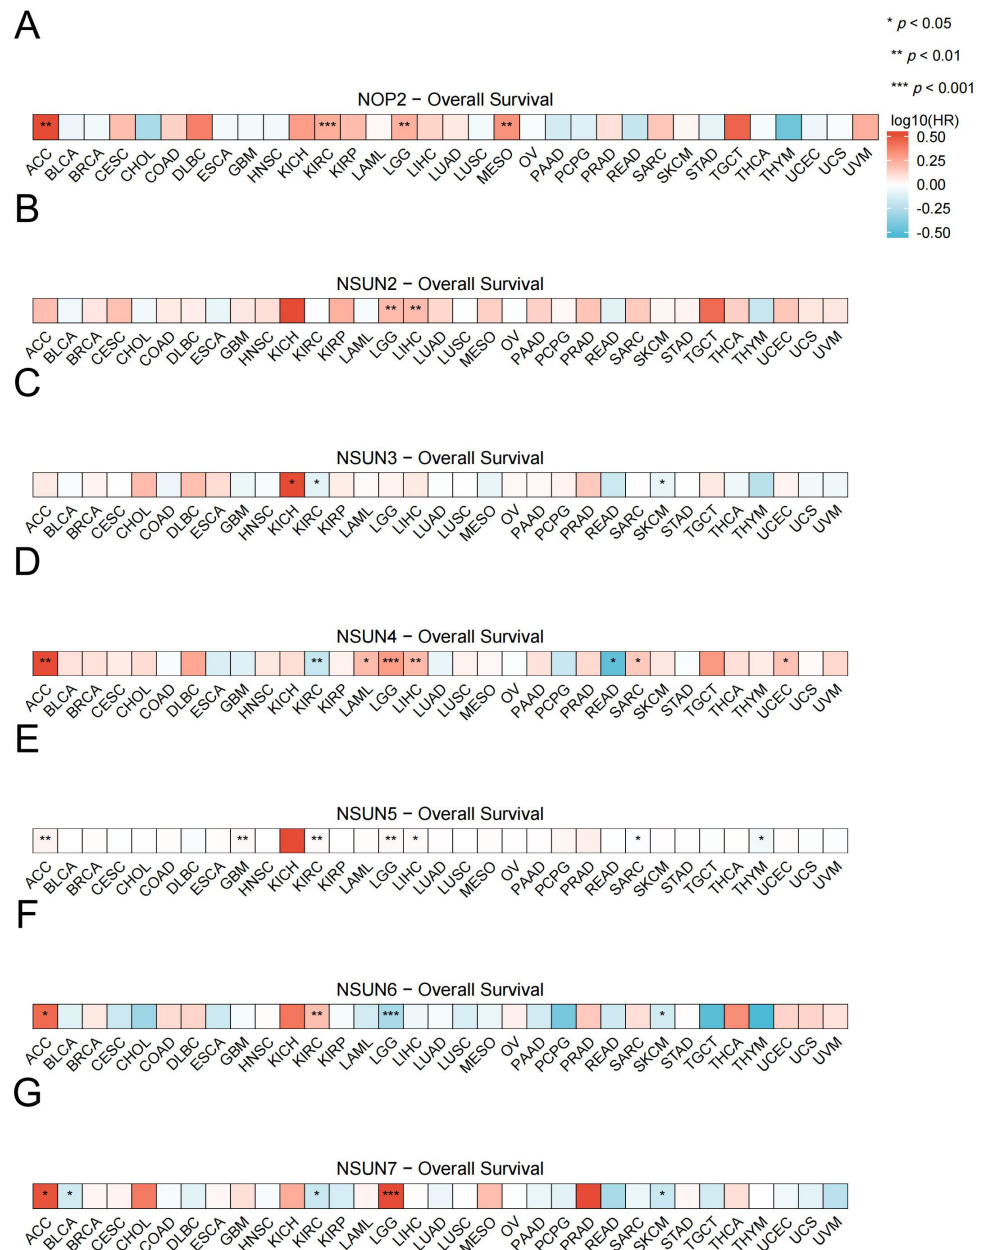 A
* p < 0.05
** p < 0.01
*** p < 0.001
NOP2 − Overall Survival
log10(HR)
0.50
0.25
0.00
-0.25
-0.50
** *** ** **
ACC BLCA BRCA CESC CHOL COAD DLBC ESCA GBM HNSC KICH KIRC KIRP LAML LGG LIHC LUAD LUSC MESO OV PAAD PCPG PRAD READ SARC SKCM STAD TGCT THCA THYM UCEC UCS UVM
B
NSUN2 − Overall Survival
** **
ACC BLCA BRCA CESC CHOL COAD DLBC ESCA GBM HNSC KICH KIRC KIRP LAML LGG LIHC LUAD LUSC MESO OV PAAD PCPG PRAD READ SARC SKCM STAD TGCT THCA THYM UCEC UCS UVM
C
NSUN3 − Overall Survival
* * *
ACC BLCA BRCA CESC CHOL COAD DLBC ESCA GBM HNSC KICH KIRC KIRP LAML LGG LIHC LUAD LUSC MESO OV PAAD PCPG PRAD READ SARC SKCM STAD TGCT THCA THYM UCEC UCS UVM
D
NSUN4 − Overall Survival
** ** * *** ** * * *
ACC BLCA BRCA CESC CHOL COAD DLBC ESCA GBM HNSC KICH KIRC KIRP LAML LGG LIHC LUAD LUSC MESO OV PAAD PCPG PRAD READ SARC SKCM STAD TGCT THCA THYM UCEC UCS UVM
E
NSUN5 − Overall Survival
** ** ** ** * * *
ACC BLCA BRCA CESC CHOL COAD DLBC ESCA GBM HNSC KICH KIRC KIRP LAML LGG LIHC LUAD LUSC MESO OV PAAD PCPG PRAD READ SARC SKCM STAD TGCT THCA THYM UCEC UCS UVM
F
NSUN6 − Overall Survival
* ** *** *
ACC BLCA BRCA CESC CHOL COAD DLBC ESCA GBM HNSC KICH KIRC KIRP LAML LGG LIHC LUAD LUSC MESO OV PAAD PCPG PRAD READ SARC SKCM STAD TGCT THCA THYM UCEC UCS UVM
G
NSUN7 − Overall Survival
* * * *** *
ACC BLCA BRCA CESC CHOL COAD DLBC ESCA GBM HNSC KICH KIRC KIRP LAML LGG LIHC LUAD LUSC MESO OV PAAD PCPG PRAD READ SARC SKCM STAD TGCT THCA THYM UCEC UCS UVM